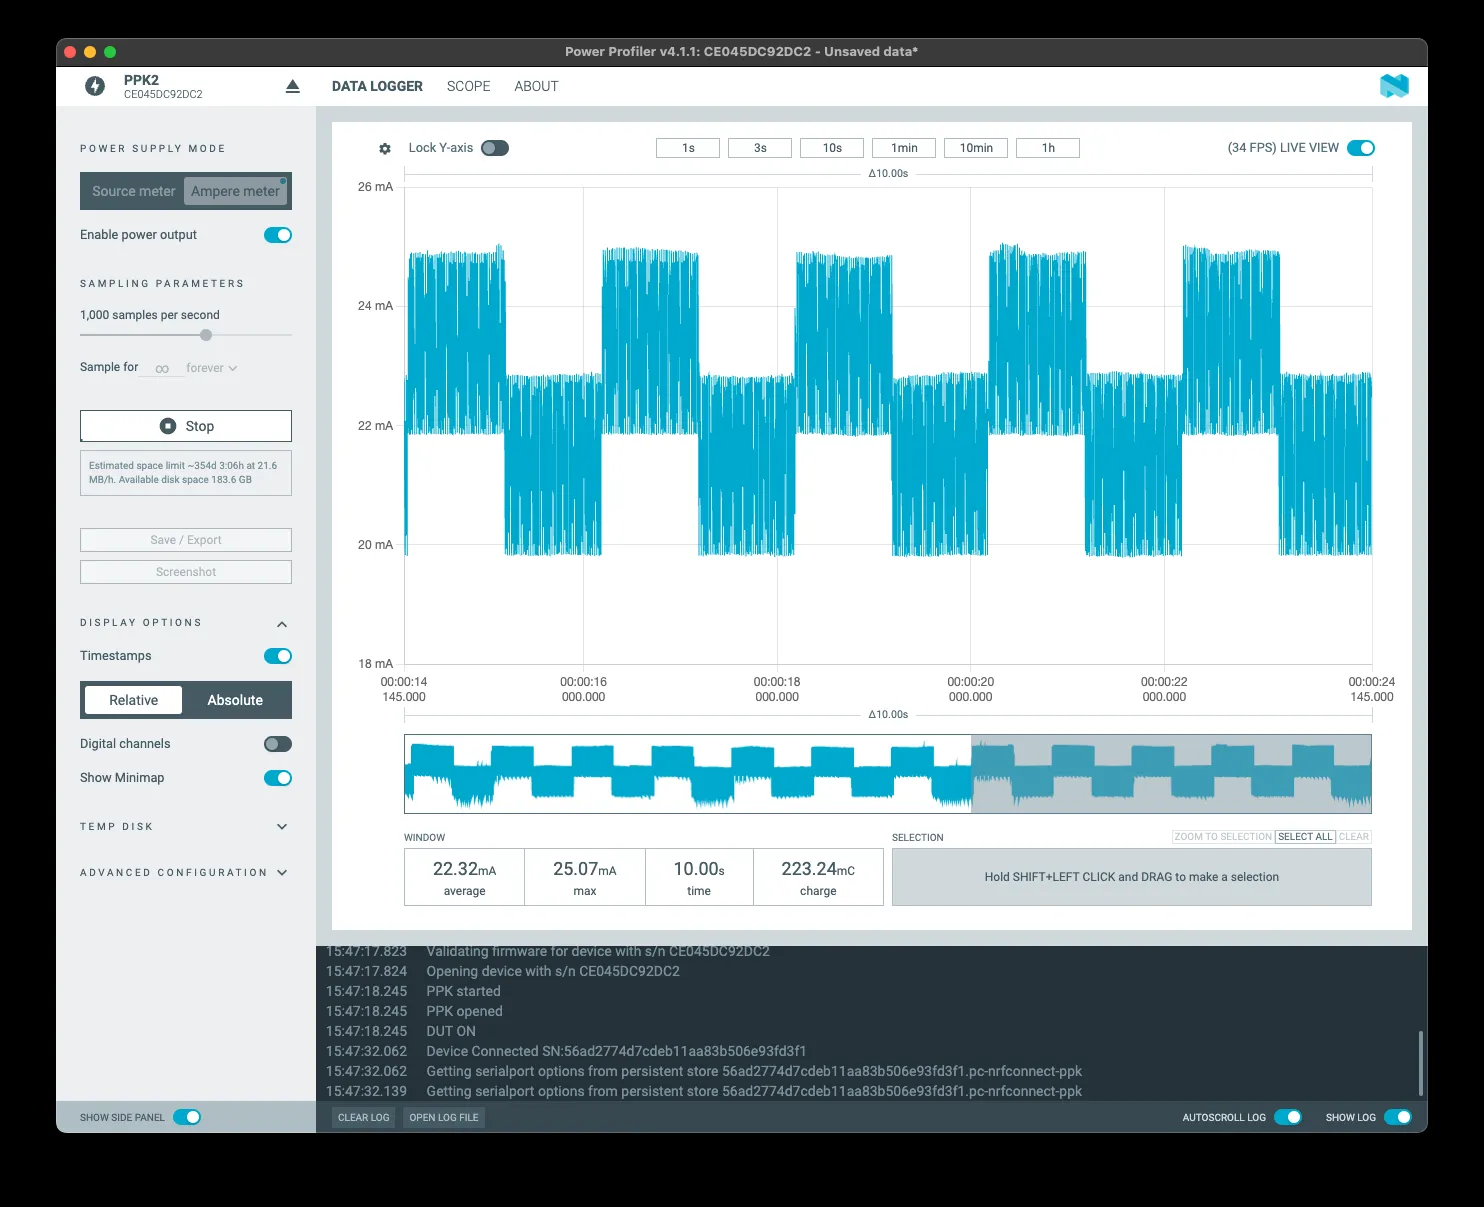 Power Profiler v4.1.1: CE045DC92DC2 - Unsaved data*
PPK2
CE045DC92DC2
DATA LOGGER SCOPE ABOUT
POWER SUPPLY MODE
Source meter Ampere meter
Enable power output
SAMPLING PARAMETERS
1,000 samples per second
Sample for ∞ forever
Stop
Estimated space limit ~354d 3:06h at 21.6
MB/h. Available disk space 183.6 GB
Save / Export
Screenshot
DISPLAY OPTIONS
Timestamps
Relative Absolute
Digital channels
Show Minimap
TEMP DISK
ADVANCED CONFIGURATION
SHOW SIDE PANEL
Lock Y-axis 1s 3s 10s 1min 10min 1h (34 FPS) LIVE VIEW
Δ10.00s
26 mA
24 mA
22 mA
20 mA
18 mA
00:00:14 00:00:16 00:00:18 00:00:20 00:00:22 00:00:24
145.000 000.000 000.000 000.000 000.000 145.000
Δ10.00s
WINDOW
22.32mA 25.07mA 10.00s 223.24mC
average max time charge
SELECTION ZOOM TO SELECTION SELECT ALL CLEAR
Hold SHIFT+LEFT CLICK and DRAG to make a selection
15:47:17.823 Validating firmware for device with s/n CE045DC92DC2
15:47:17.824 Opening device with s/n CE045DC92DC2
15:47:18.245 PPK started
15:47:18.245 PPK opened
15:47:18.245 DUT ON
15:47:32.062 Device Connected SN:56ad2774d7cdeb11aa83b506e93fd3f1
15:47:32.062 Getting serialport options from persistent store 56ad2774d7cdeb11aa83b506e93fd3f1.pc-nrfconnect-ppk
15:47:32.139 Getting serialport options from persistent store 56ad2774d7cdeb11aa83b506e93fd3f1.pc-nrfconnect-ppk
CLEAR LOG OPEN LOG FILE AUTOSCROLL LOG SHOW LOG